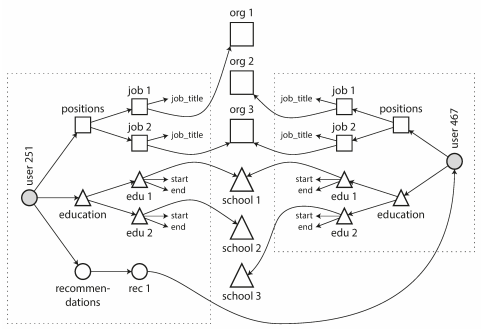 org 1
org 2
org 3
job 1
job_title
positions
job 2
job_title
user 251
edu 1
start
end
education
edu 2
start
end
recommen-
dations
rec 1
school 1
school 2
school 3
job 1
job_title
positions
job 2
job_title
user 467
edu 1
start
end
education
edu 2
start
end